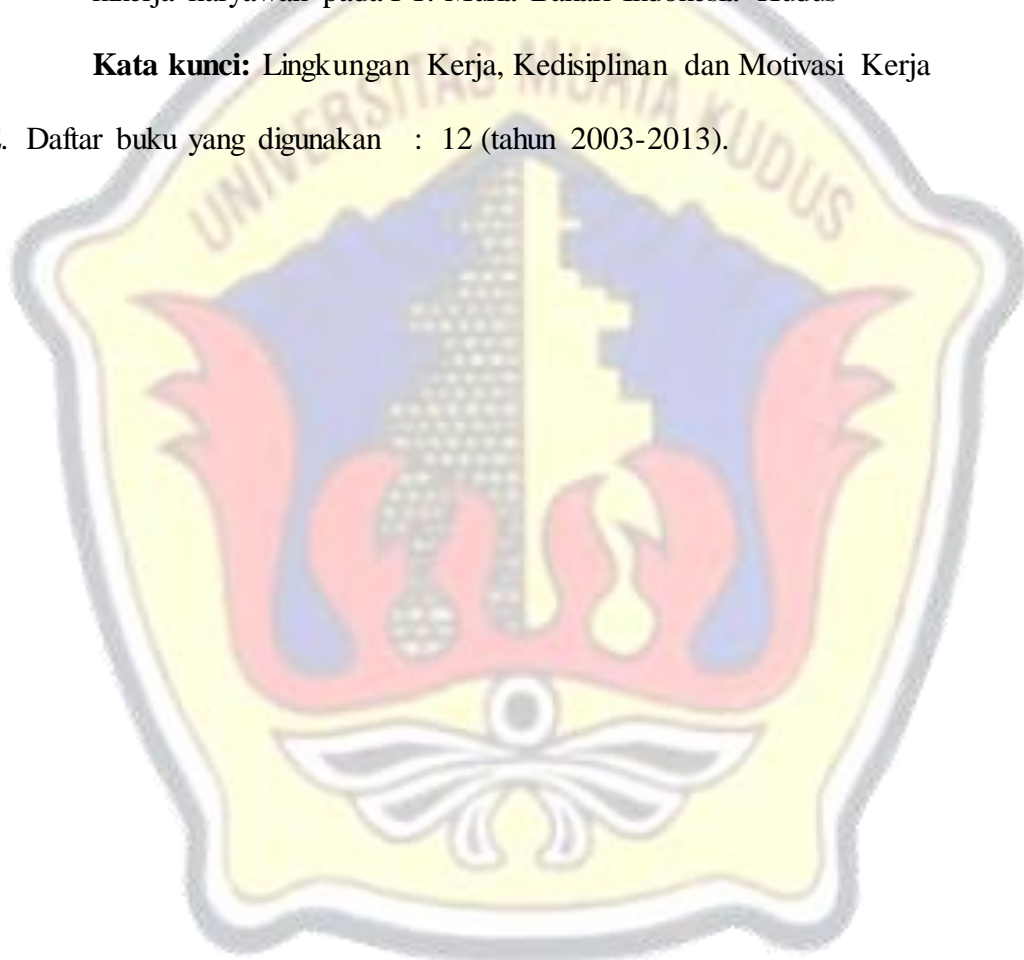 Kata kunci: Lingkungan Kerja, Kedisiplinan dan Motivasi Kerja
Daftar buku yang digunakan : 12 (tahun 2003-2013).
UNIVERSITAS MURIA KUDUS